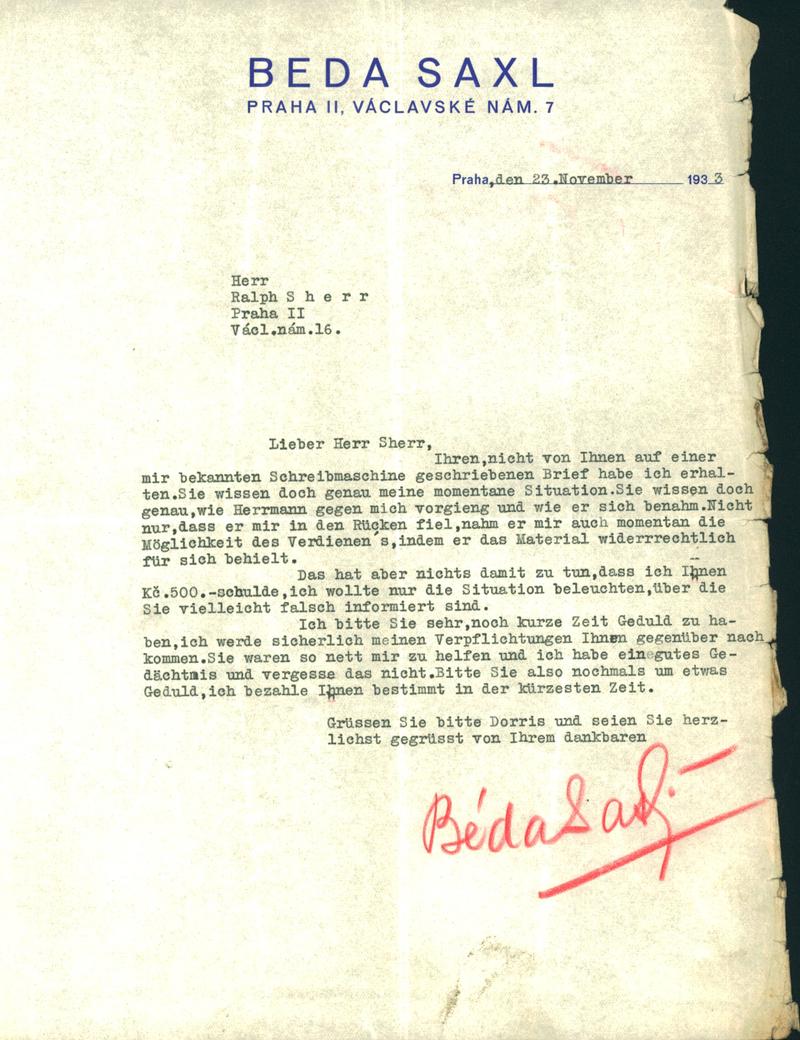 BEDA SAXL
PRAHA II, VÁCLAVSKÉ NÁM. 7
Praha,den 23.November 1933
Herr
Ralph S h e r r
Praha II
Václ.nám.16.
Lieber Herr Sherr,
Ihren,nicht von Ihnen auf einer
mir bekannten Schreibmaschine geschriebenen Brief habe ich erhal-
ten.Sie wissen doch genau meine momentane Situation.Sie wissen doch
genau,wie Herrmann gegen mich vorgieng und wie er sich benahm.Nicht
nur,dass er mir in den Rücken fiel,nahm er mir auch momentan die
Möglichkeit des Verdienen´s,indem er das Material widerrrechtlich
für sich behielt.
Das hat aber nichts damit zu tun,dass ich Ihnen
Kč.500.-schulde,ich wollte nur die Situation beleuchten,über die
Sie vielleicht falsch informiert sind.
Ich bitte Sie sehr,noch kurze Zeit Geduld zu ha-
ben,ich werde sicherlich meinen Verpflichtungen Ihnen gegenüber nach
kommen.Sie waren so nett mir zu helfen und ich habe ein gutes Ge-
dächtnis und vergesse das nicht.Bitte Sie also nochmals um etwas
Geduld,ich bezahle Ihnen bestimmt in der kürzesten Zeit.
Grüssen Sie bitte Dorris und seien Sie herz-
lichst gegrüsst von Ihrem dankbaren
Béda Saxl